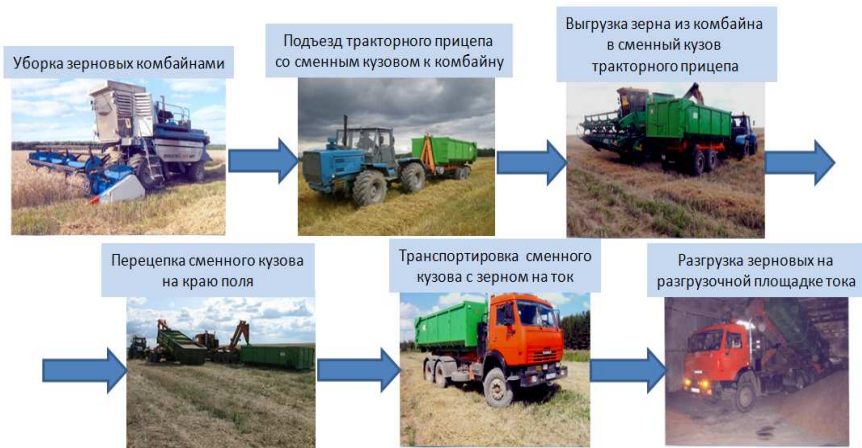 Уборка зерновых комбайнами
Подъезд тракторного прицепа
со сменным кузовом к комбайну
Выгрузка зерна из комбайна
в сменный кузов
тракторного прицепа
Перецепка сменного кузова
на краю поля
Транспортировка сменного
кузова с зерном на ток
Разгрузка зерновых на
разгрузочной площадке тока